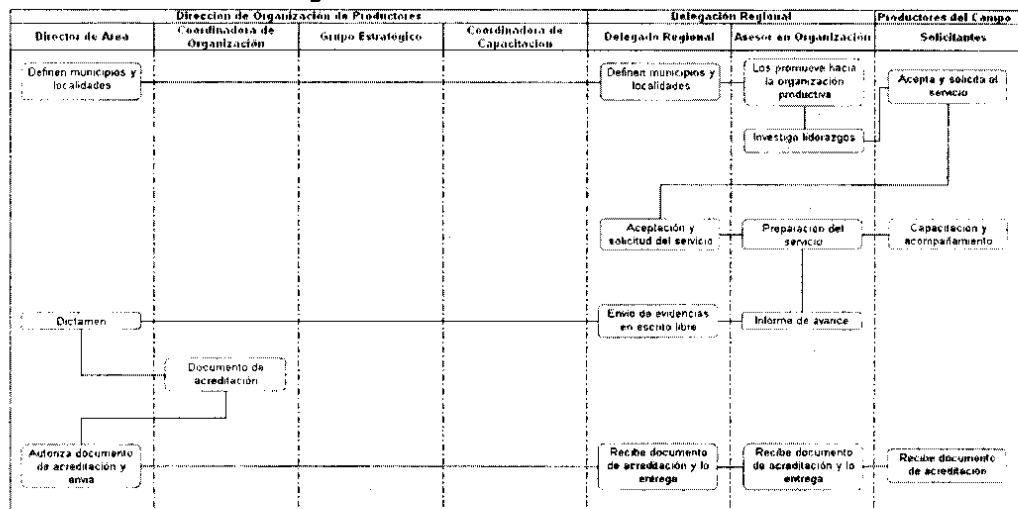 Dirección de Organización de Productores
Delegación Regional
Productores del Campo
Director de Area
Coordinadora de
Organización
Grupo Estratégico
Coordinadora de
Capacitacion
Delegado Regional
Asesor en Organización
Solicitantes
Definen municipios y
localidades
Definen municipios y
localidades
Los promueve hacia
la organización
productiva
Acepta y solicita el
servicio
Investiga liderazgos
Aceptación y
solicitud del servicio
Preparación del
servicio
Capacitación y
acompañamiento
Dictamen
Envio de evidencias
en escrito libre
Informe de avance
Documento de
acreditación
Autoriza documento
de acreditación y
envia
Recibe documento
de acreditación y lo
entrega
Recibe documento
de acreditación y lo
entrega
Recibe documento
de acreditación